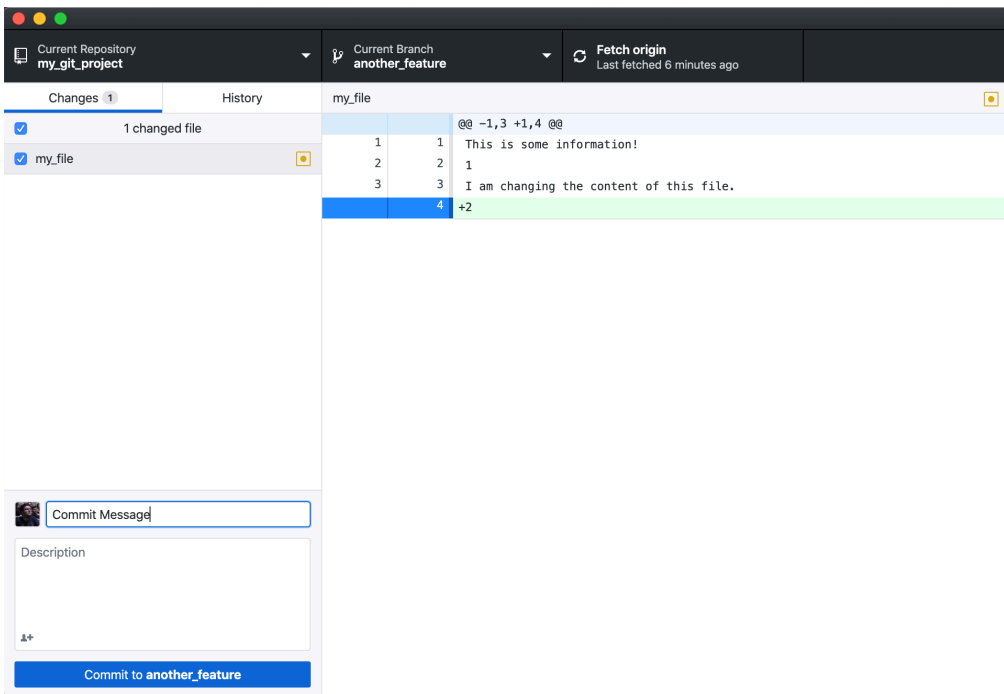 Current Repository
my_git_project
Current Branch
another_feature
Fetch origin
Last fetched 6 minutes ago
Changes 1
History
1 changed file
my_file
my_file
@@ -1,3 +1,4 @@
1 1 This is some information!
2 2 1
3 3 I am changing the content of this file.
4 +2
Commit Message
Description
Commit to another_feature